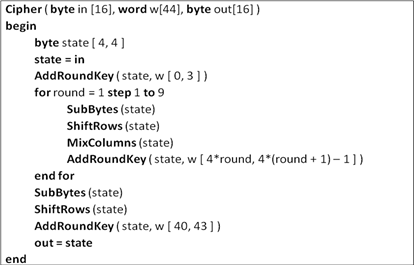 Cipher ( byte in [16], word w[44], byte out[16] )
begin
byte state [ 4, 4 ]
state = in
AddRoundKey ( state, w [ 0, 3 ] )
for round = 1 step 1 to 9
SubBytes (state)
ShiftRows (state)
MixColumns (state)
AddRoundKey ( state, w [ 4*round, 4*(round + 1) – 1 ] )
end for
SubBytes (state)
ShiftRows (state)
AddRoundKey ( state, w [ 40, 43 ] )
out = state
end